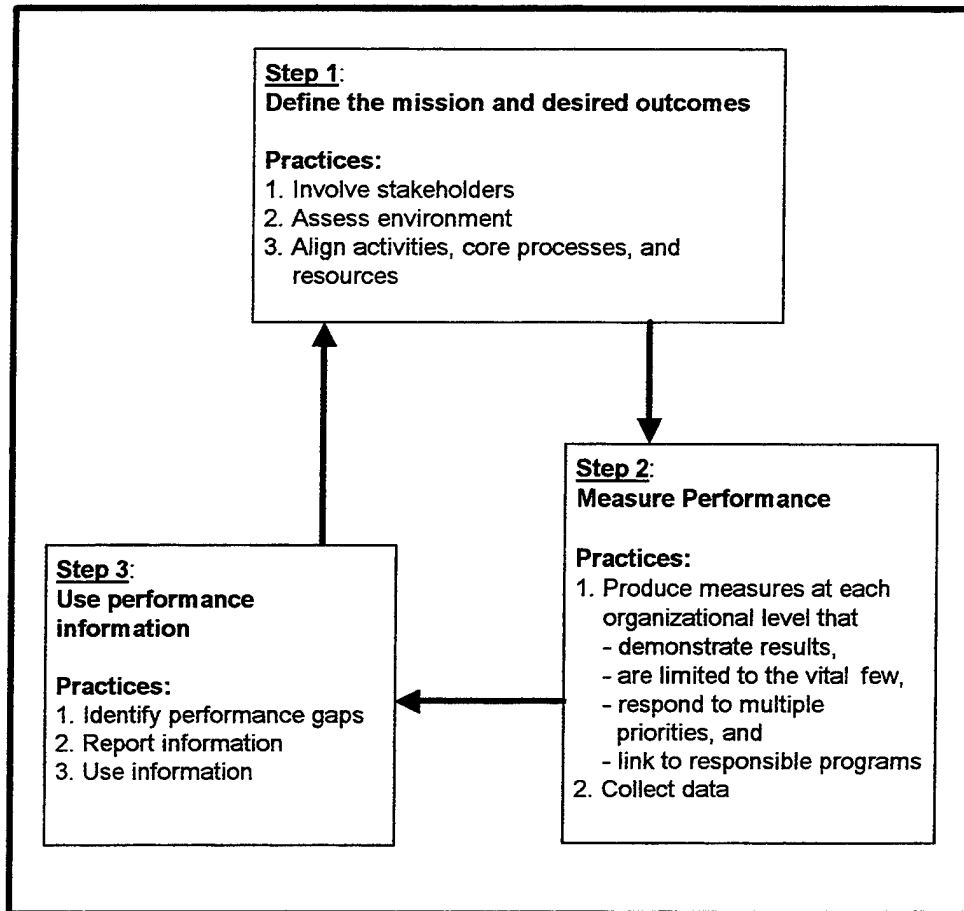 Step 1:
Define the mission and desired outcomes
Practices:
1. Involve stakeholders
2. Assess environment
3. Align activities, core processes, and
resources
Step 2:
Measure Performance
Practices:
1. Produce measures at each
organizational level that
- demonstrate results,
- are limited to the vital few,
- respond to multiple
priorities, and
- link to responsible programs
2. Collect data
Step 3:
Use performance
information
Practices:
1. Identify performance gaps
2. Report information
3. Use information